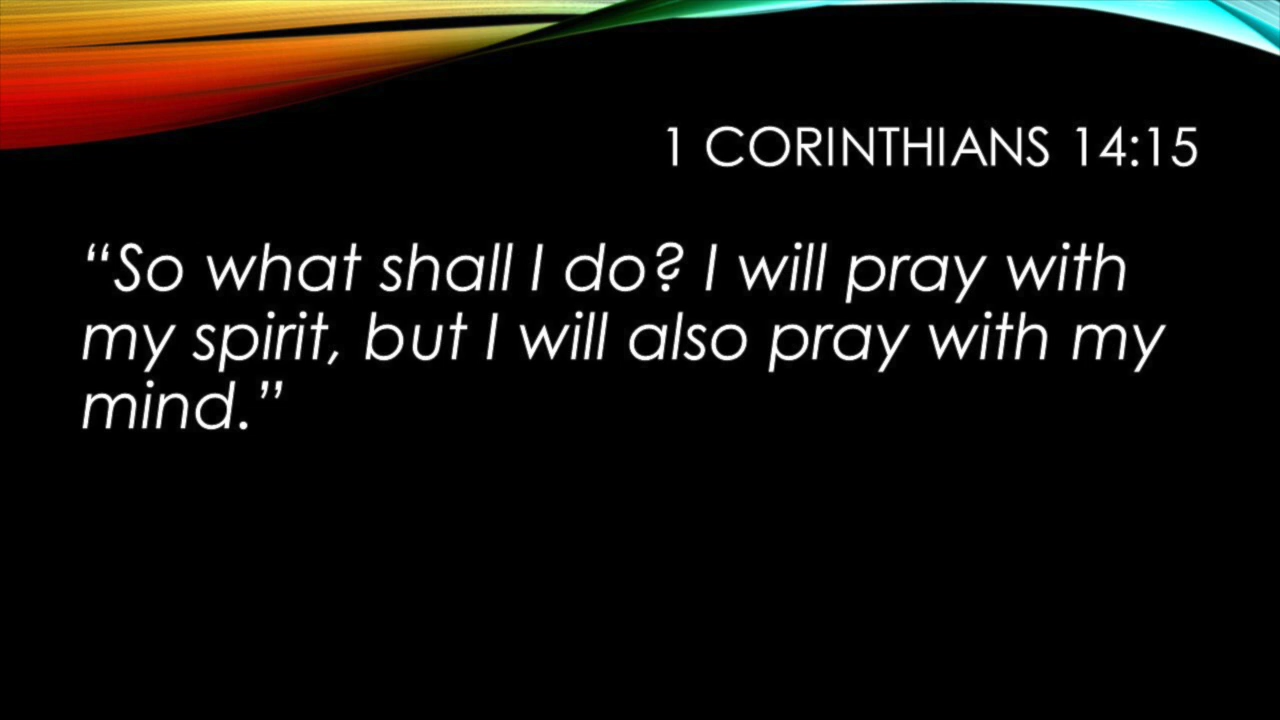 1 CORINTHIANS 14:15
“So what shall I do? I will pray with
my spirit, but I will also pray with my
mind.”